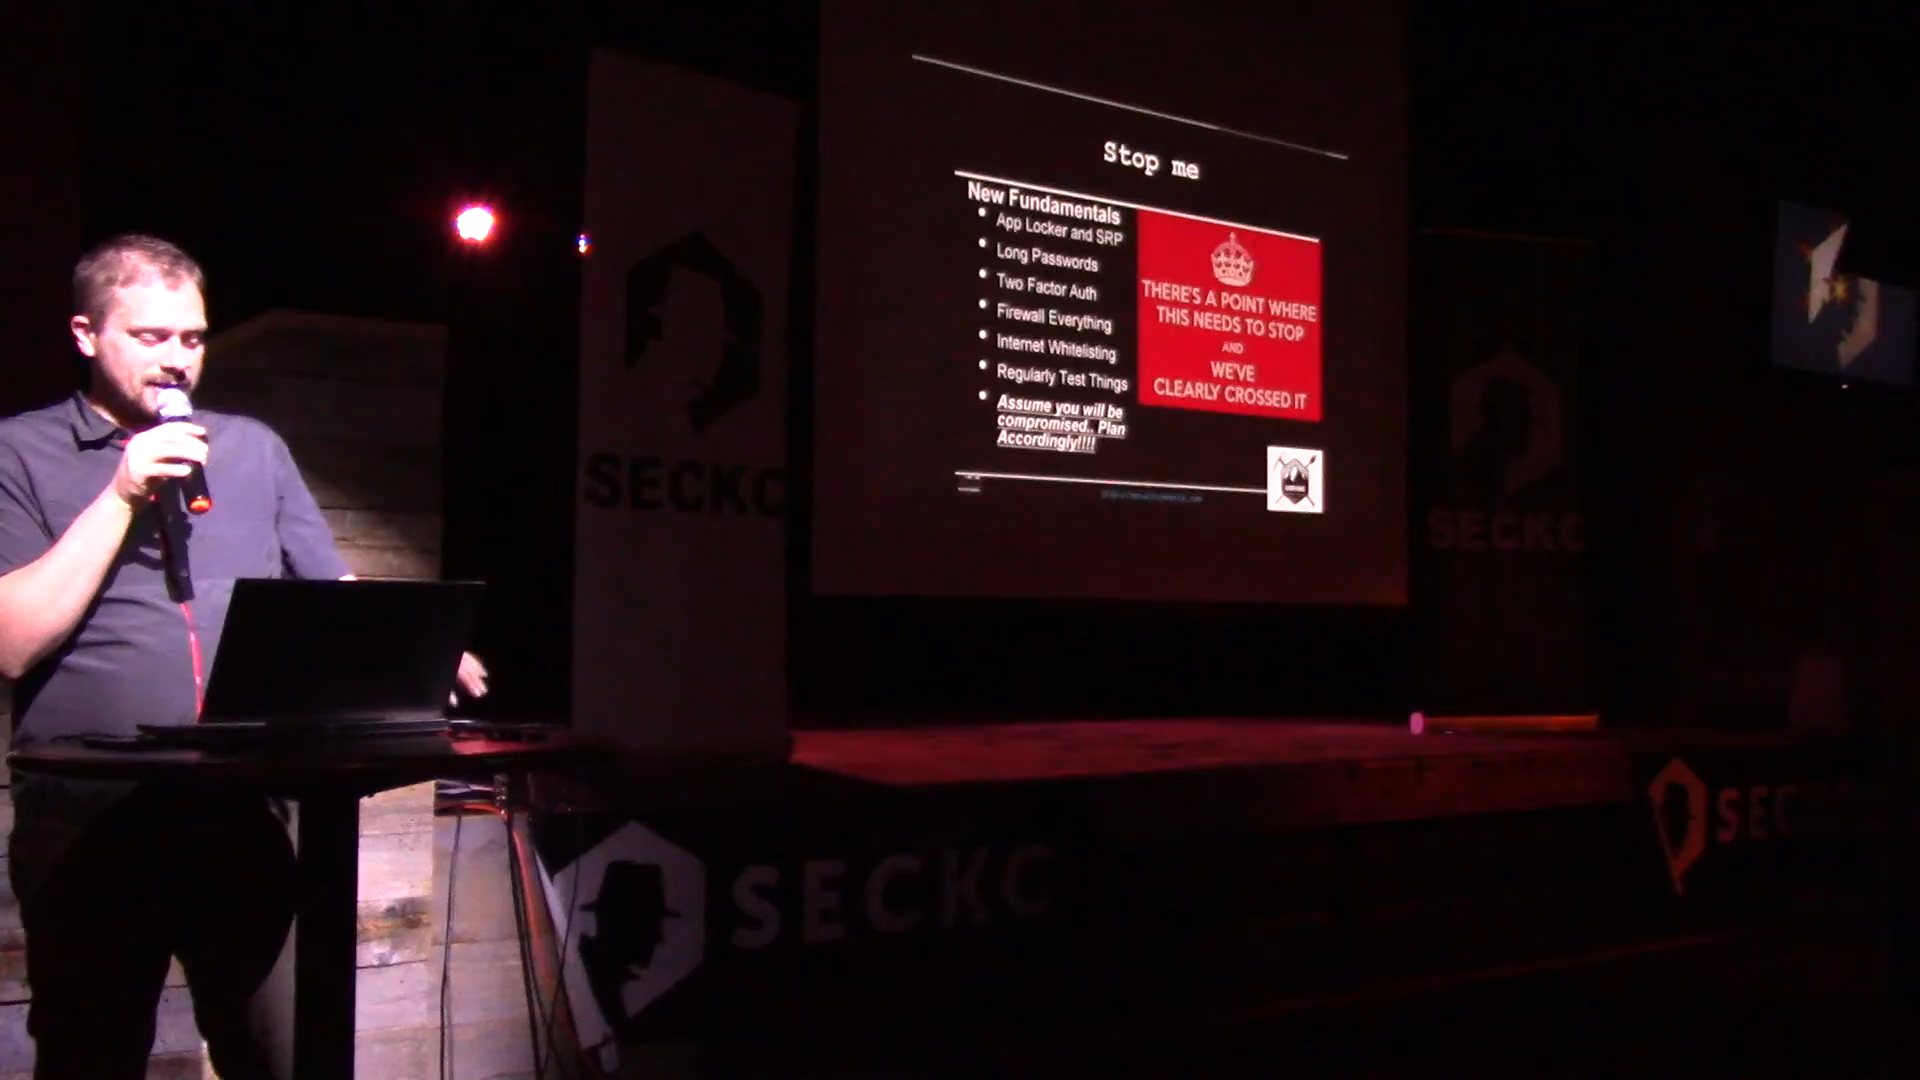 Stop me
New Fundamentals
App Locker and SRP
Long Passwords
Two Factor Auth
Firewall Everything
Internet Whitelisting
Regularly Test Things
Assume you will be
compromised.. Plan
Accordingly!!!!
THERE'S A POINT WHERE
THIS NEEDS TO STOP
AND
WE'VE
CLEARLY CROSSED IT
SECKC
SECKC
SECKC
SEC